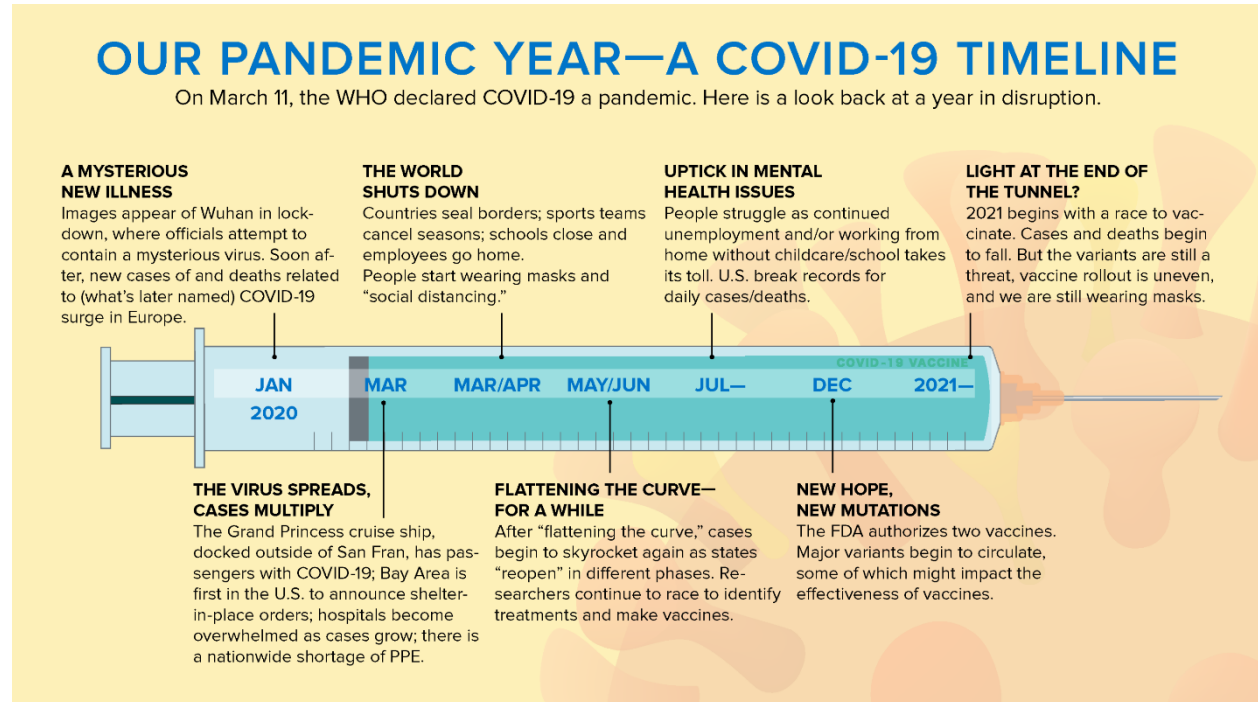 OUR PANDEMIC YEAR—A COVID-19 TIMELINE
On March 11, the WHO declared COVID-19 a pandemic. Here is a look back at a year in disruption.
A MYSTERIOUS
NEW ILLNESS
Images appear of Wuhan in lock-
down, where officials attempt to
contain a mysterious virus. Soon af-
ter, new cases of and deaths related
to (what's later named) COVID-19
surge in Europe.
THE WORLD
SHUTS DOWN
Countries seal borders; sports teams
cancel seasons; schools close and
employees go home.
People start wearing masks and
“social distancing.”
UPTICK IN MENTAL
HEALTH ISSUES
People struggle as continued
unemployment and/or working from
home without childcare/school takes
its toll. U.S. break records for
daily cases/deaths.
LIGHT AT THE END OF
THE TUNNEL?
2021 begins with a race to vac-
cinate. Cases and deaths begin
to fall. But the variants are still a
threat, vaccine rollout is uneven,
and we are still wearing masks.
COVID-19 VACCINE
JAN
2020
MAR
MAR/APR
MAY/JUN
JUL—
DEC
2021—
THE VIRUS SPREADS,
CASES MULTIPLY
The Grand Princess cruise ship,
docked outside of San Fran, has pas-
sengers with COVID-19; Bay Area is
first in the U.S. to announce shelter-
in-place orders; hospitals become
overwhelmed as cases grow; there is
a nationwide shortage of PPE.
FLATTENING THE CURVE—
FOR A WHILE
After “flattening the curve,” cases
begin to skyrocket again as states
“reopen” in different phases. Re-
searchers continue to race to identify
treatments and make vaccines.
NEW HOPE,
NEW MUTATIONS
The FDA authorizes two vaccines.
Major variants begin to circulate,
some of which might impact the
effectiveness of vaccines.